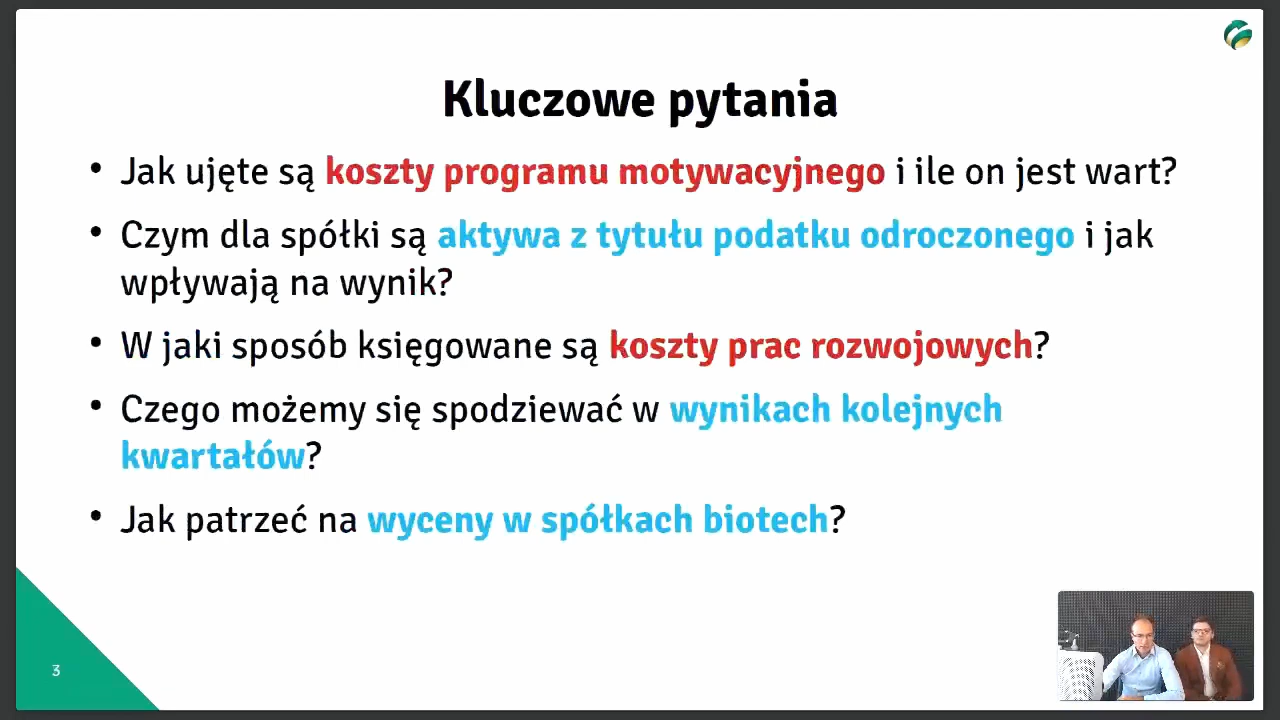 Kluczowe pytania
• Jak ujęte są koszty programu motywacyjnego i ile on jest wart?
• Czym dla spółki są aktywa z tytułu podatku odroczonego i jak
wpływają na wynik?
• W jaki sposób księgowane są koszty prac rozwojowych?
• Czego możemy się spodziewać w wynikach kolejnych
kwartałów?
• Jak patrzeć na wyceny w spółkach biotech?
3